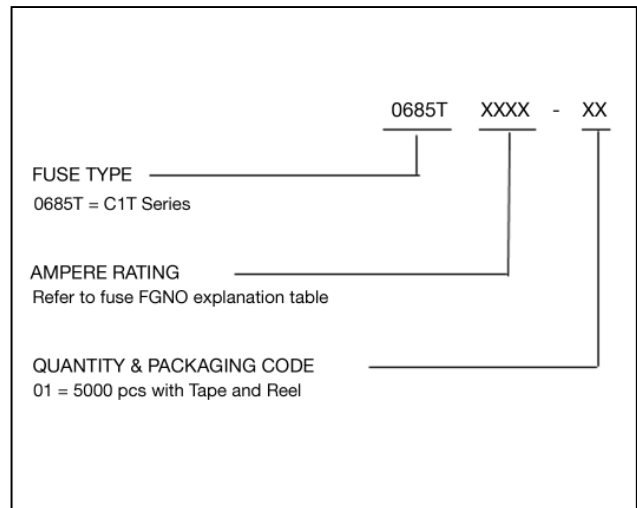 0685T XXXX - XX
FUSE TYPE
0685T = C1T Series
AMPERE RATING
Refer to fuse FGNO explanation table
QUANTITY & PACKAGING CODE
01 = 5000 pcs with Tape and Reel